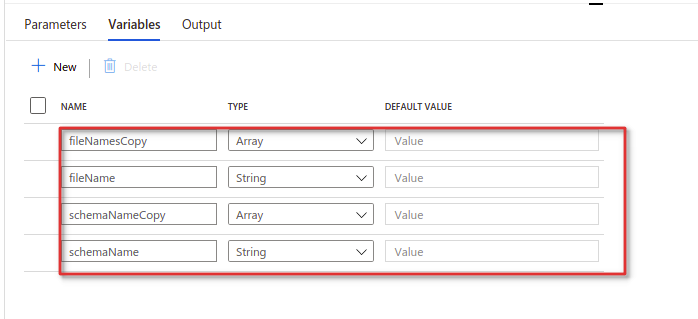 Parameters Variables Output
New Delete
NAME TYPE DEFAULT VALUE
fileNamesCopy Array Value
fileName String Value
schemaNameCopy Array Value
schemaName String Value